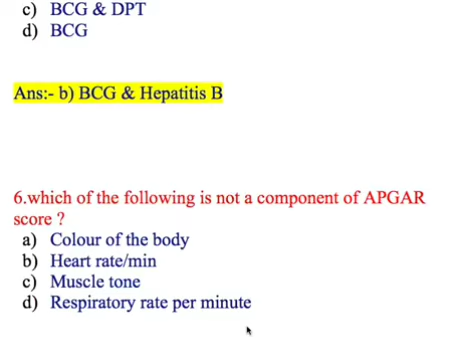 c) BCG & DPT
d) BCG
Ans:- b) BCG & Hepatitis B
6.which of the following is not a component of APGAR
score ?
a) Colour of the body
b) Heart rate/min
c) Muscle tone
d) Respiratory rate per minute